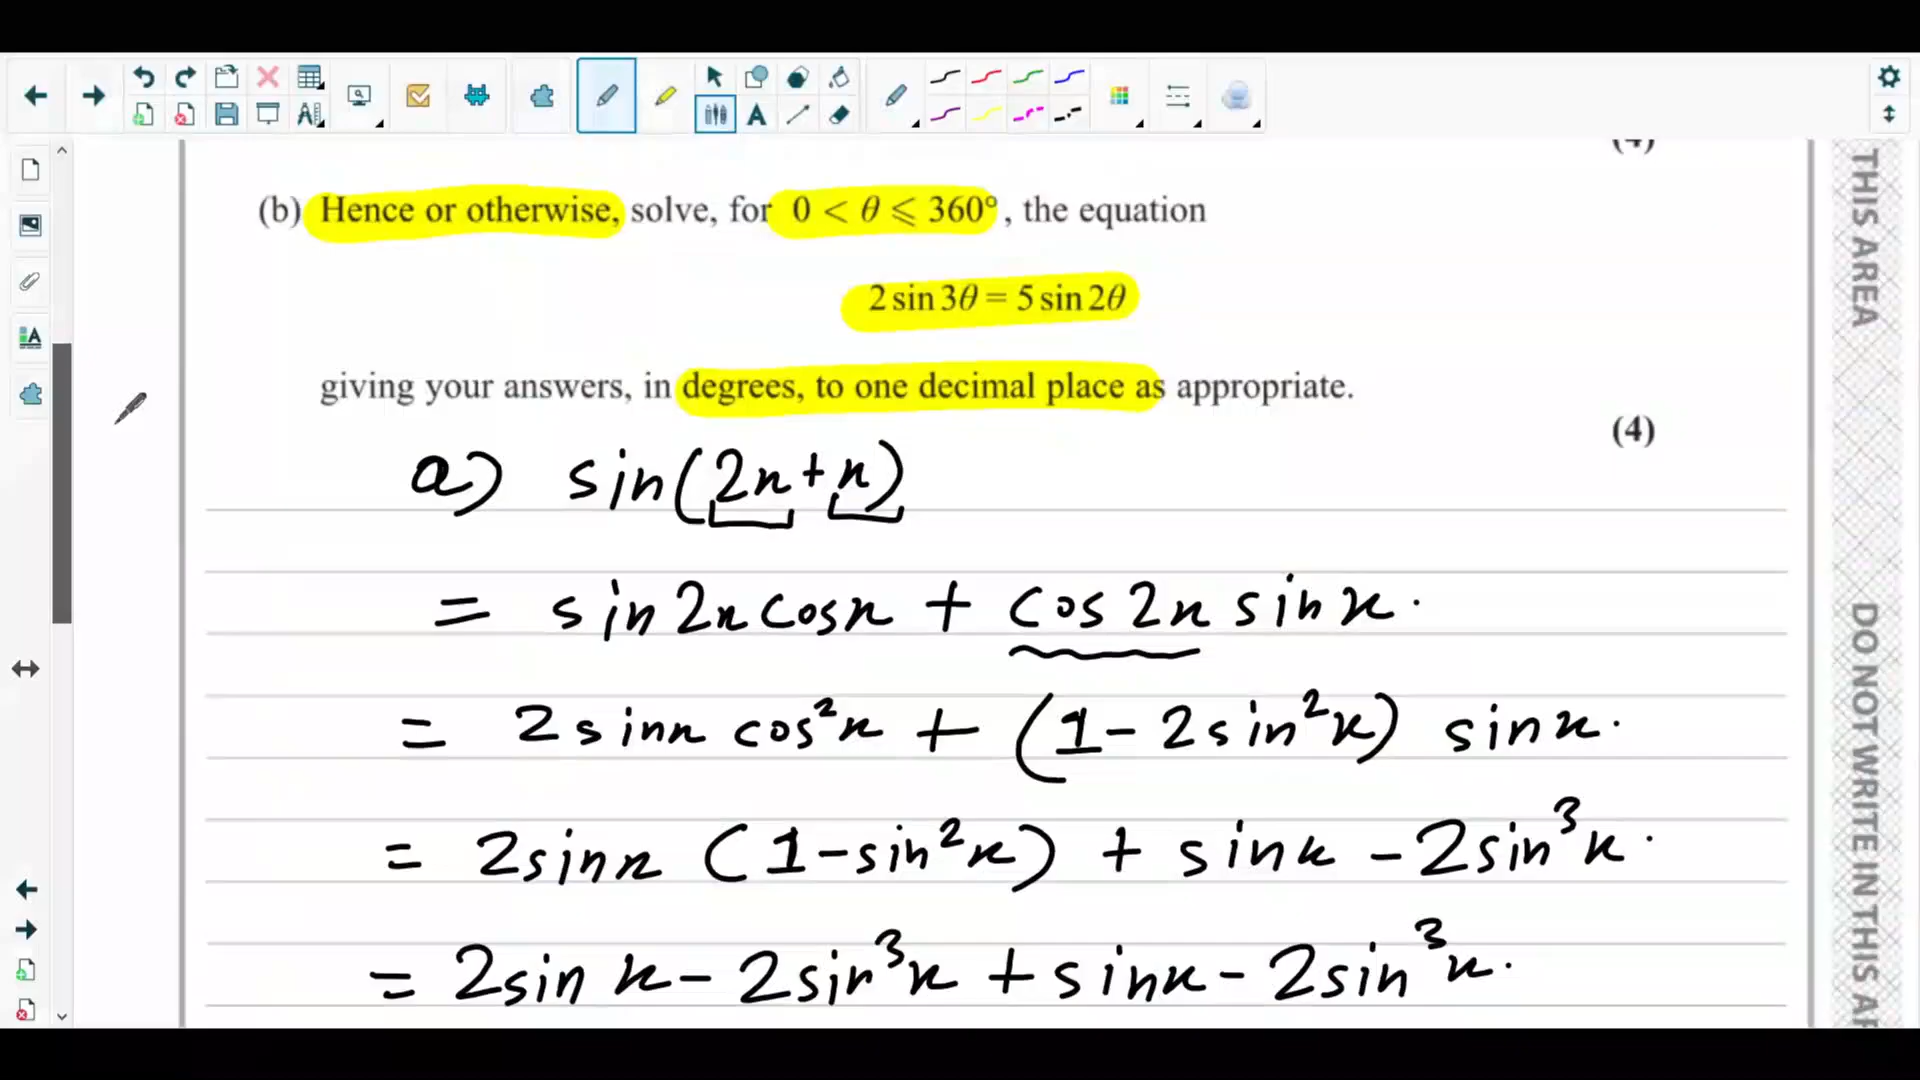 (b) Hence or otherwise, solve, for 0 < θ ⩽ 360°, the equation
2 sin 3θ = 5 sin 2θ
giving your answers, in degrees, to one decimal place as appropriate.
(4)
a) sin(2x+x)
= sin2x cosx + cos2x sinx.
= 2sinx cos²x + (1-2sin²x) sinx.
= 2sinx (1-sin²x) + sinx - 2sin³x.
= 2sin x - 2sin³x + sinx - 2sin³x.
THIS AREA
DO NOT WRITE IN THIS AR